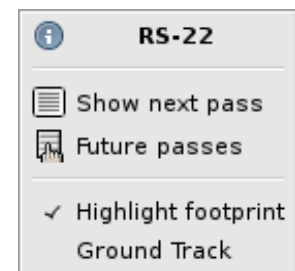 RS-22
Show next pass
Future passes
Highlight footprint
Ground Track